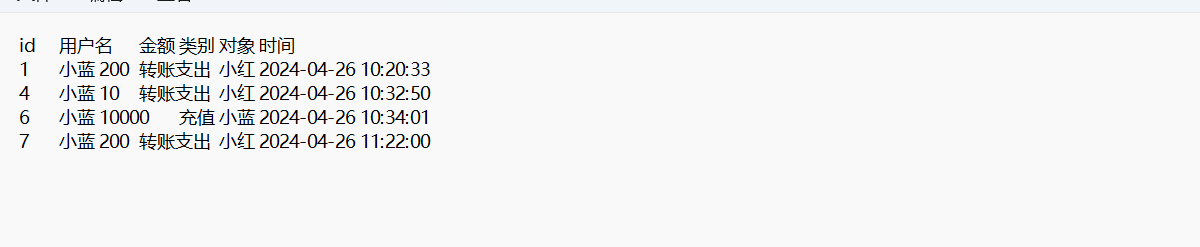 id 用户名 金额 类别 对象 时间
1 小蓝 200 转账支出 小红 2024-04-26 10:20:33
4 小蓝 10 转账支出 小红 2024-04-26 10:32:50
6 小蓝 10000 充值 小蓝 2024-04-26 10:34:01
7 小蓝 200 转账支出 小红 2024-04-26 11:22:00